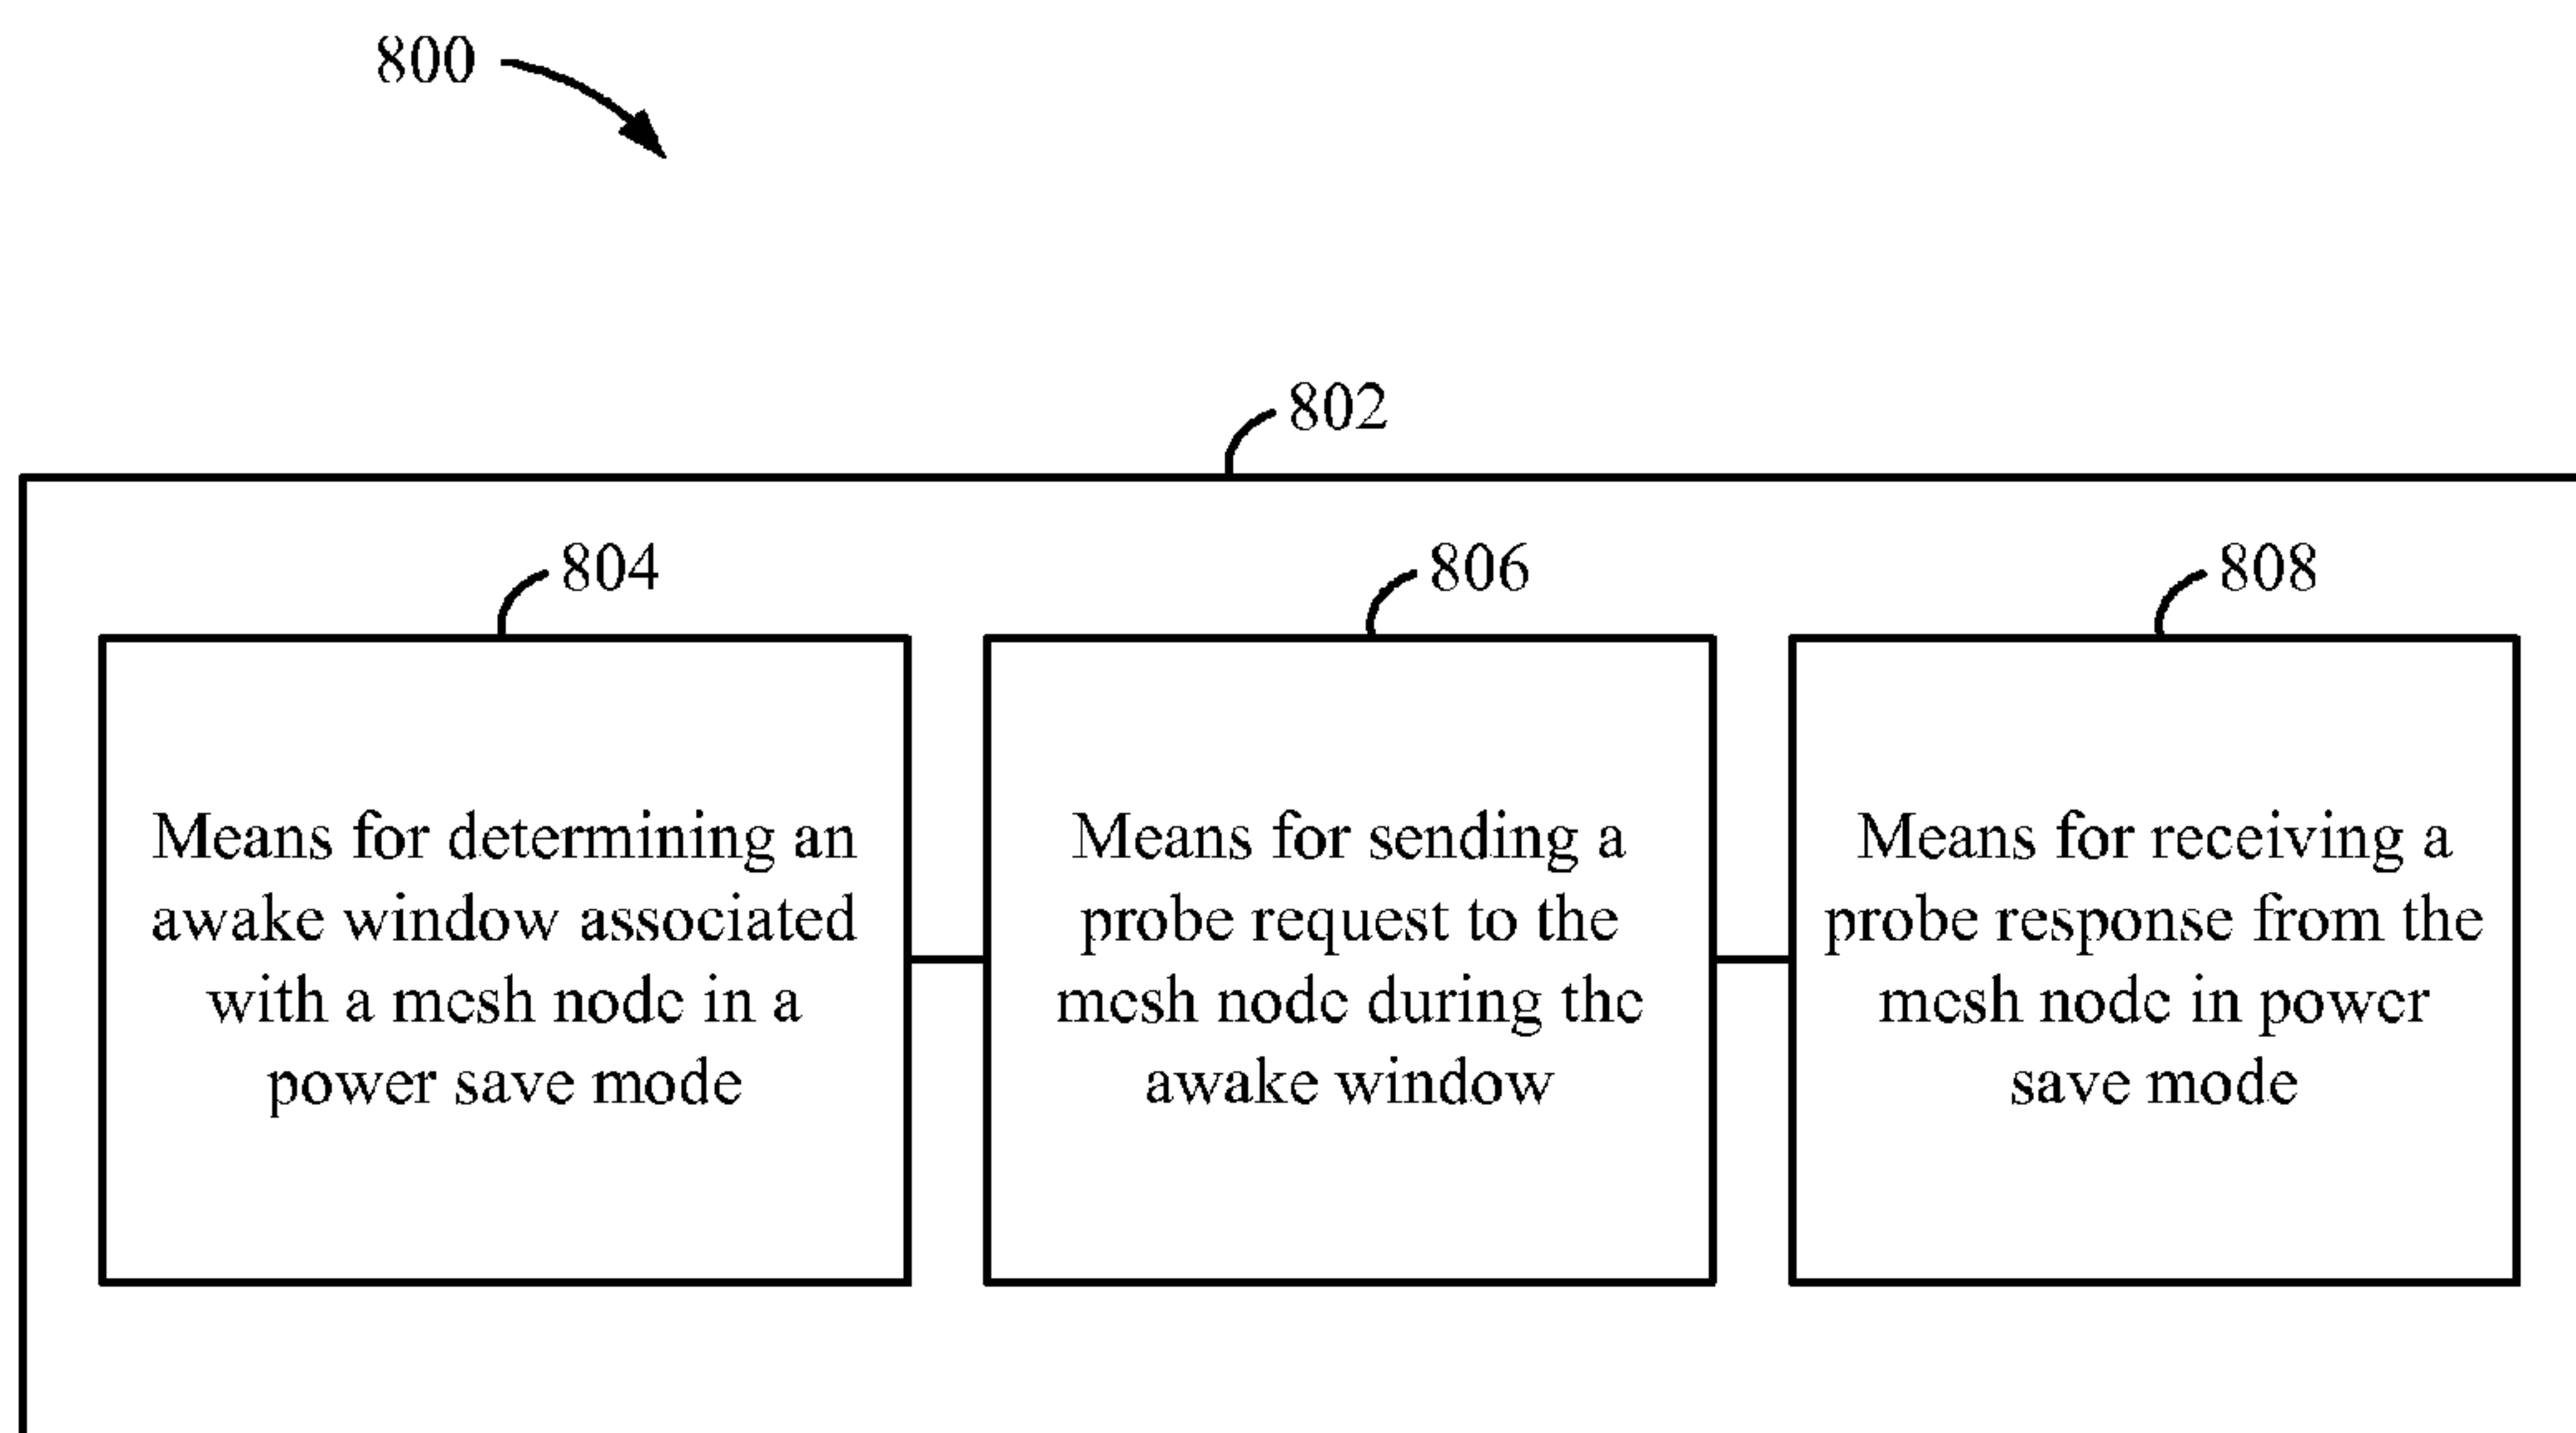 800
802
804
806
808
Means for determining an
awake window associated
with a mesh node in a
power save mode
Means for sending a
probe request to the
mesh node during the
awake window
Means for receiving a
probe response from the
mesh node in power
save mode